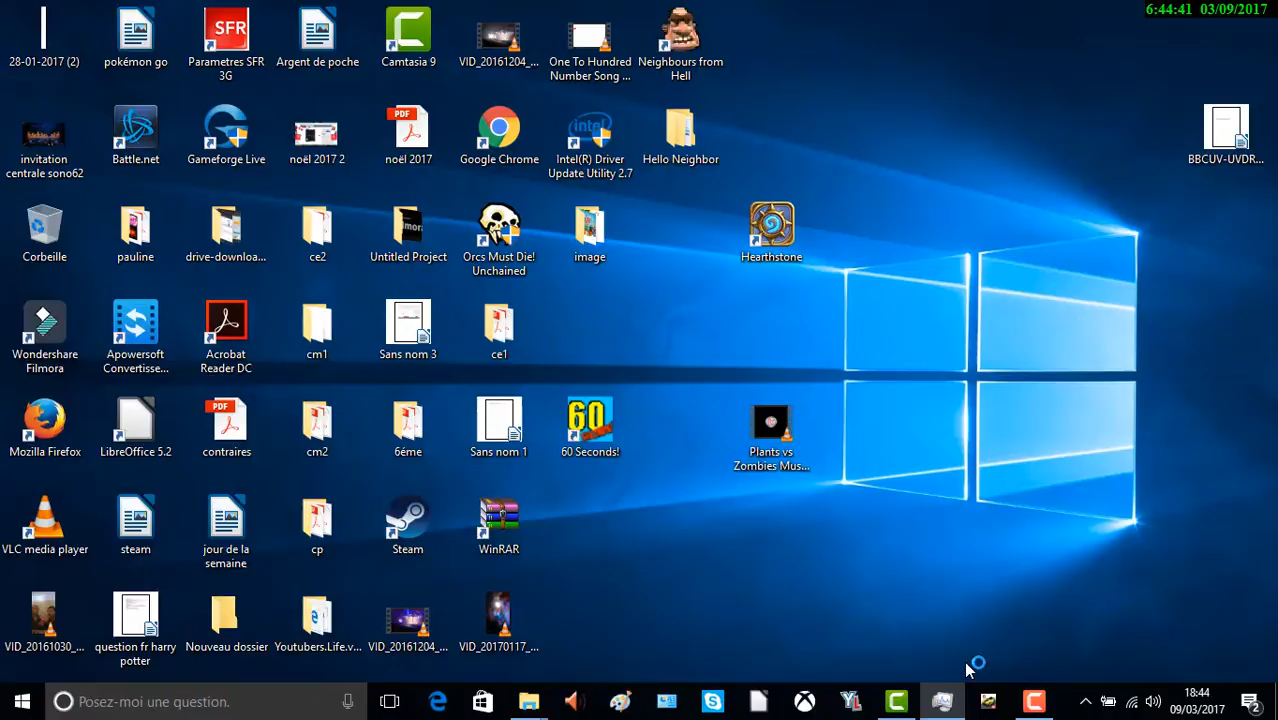 6:44:41 03/09/2017
28-01-2017 (2)
pokémon go
SFR
Parametres SFR
3G
Argent de poche
Camtasia 9
VID_20161204_...
One To Hundred
Number Song ...
Neighbours from
Hell
invitation
centrale sono62
Battle.net
Gameforge Live
noël 2017 2
PDF
noël 2017
Google Chrome
intel
Intel(R) Driver
Update Utility 2.7
Hello Neighbor
BBCUV-UVDR...
Corbeille
pauline
drive-downloa...
ce2
Untitled Project
Orcs Must Die!
Unchained
image
Hearthstone
Wondershare
Filmora
Apowersoft
Convertisse...
Acrobat
Reader DC
cm1
Sans nom 3
ce1
Mozilla Firefox
LibreOffice 5.2
PDF
contraires
cm2
6éme
Sans nom 1
60
60 Seconds!
Plants vs
Zombies Mus...
VLC media player
steam
jour de la
semaine
cp
Steam
WinRAR
VID_20161030_...
question fr harry
potter
Nouveau dossier
Youtubers.Life.v...
VID_20161204_...
VID_20170117_...
Posez-moi une question.
YL
18:44
09/03/2017
2